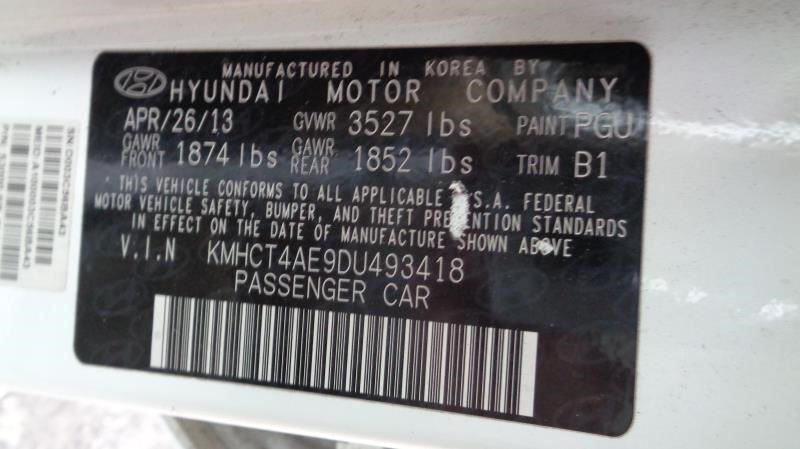 MANUFACTURED IN KOREA BY
HYUNDAI MOTOR COMPANY
APR/26/13 GVWR 3527 lbs PAINT PGU
GAWR FRONT 1874 lbs GAWR REAR 1852 lbs TRIM B1
THIS VEHICLE CONFORMS TO ALL APPLICABLE .S.A. FEDERAL
MOTOR VEHICLE SAFETY, BUMPER, AND THEFT PREVENTION STANDARDS
IN EFFECT ON THE DATE OF MANUFACTURE SHOWN ABOVE
V.I.N KMHCT4AE9DU493418
PASSENGER CAR